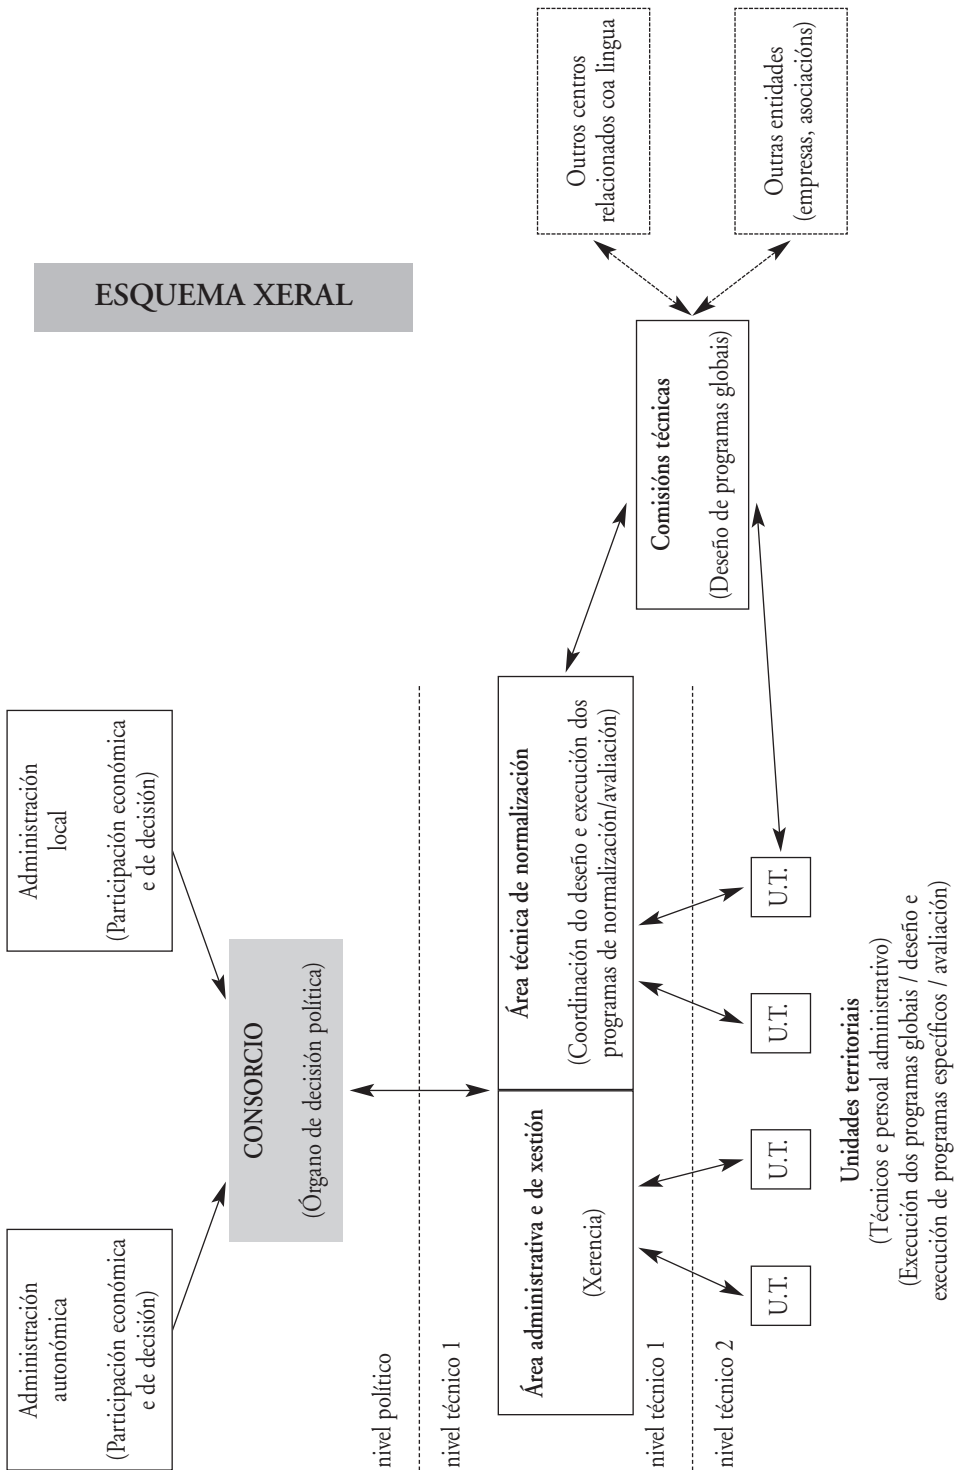 ESQUEMA XERAL
Administración
autonómica
(Participación económica
e de decisión)
Administración
local
(Participación económica
e de decisión)
CONSORCIO
(Órgano de decisión política)
nivel político
nivel técnico 1
Área administrativa e de xestión
(Xerencia)
Área técnica de normalización
(Coordinación do deseño e execución dos
programas de normalización/avaliación)
Comisións técnicas
(Deseño de programas globais)
Outros centros
relacionados coa lingua
Outras entidades
(empresas, asociacións)
nivel técnico 1
nivel técnico 2
U.T.
U.T.
U.T.
U.T.
Unidades territoriais
(Técnicos e persoal administrativo)
(Execución dos programas globais / deseño e
execución de programas específicos / avaliación)